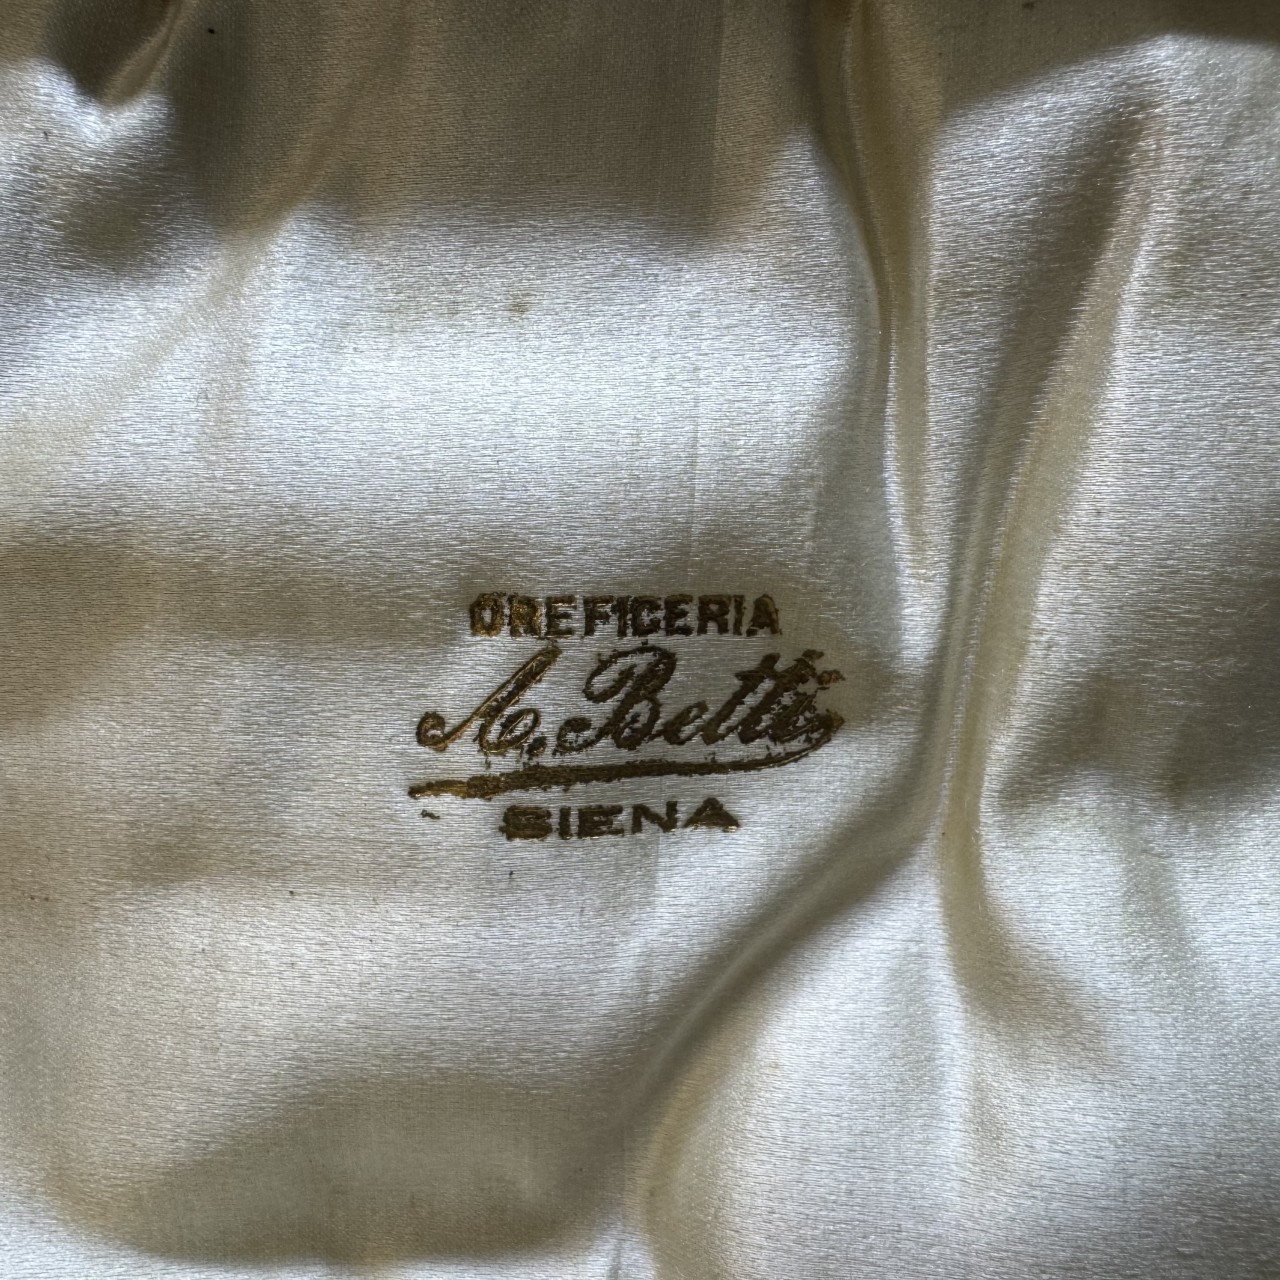 OREFICERIA
A. Betti
SIENA